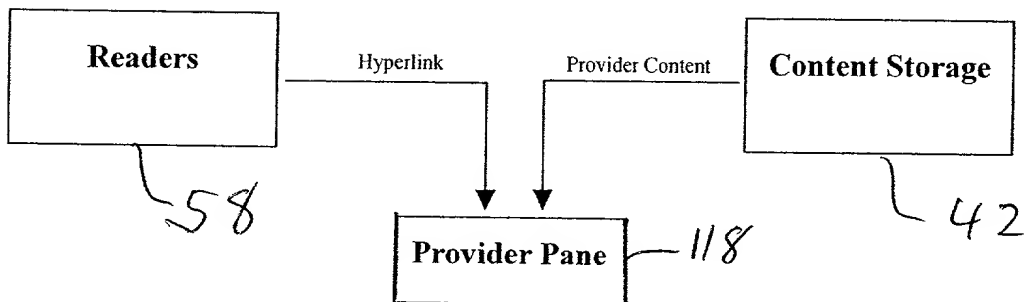 Readers
Hyperlink
Provider Content
Content Storage
58
42
Provider Pane
118